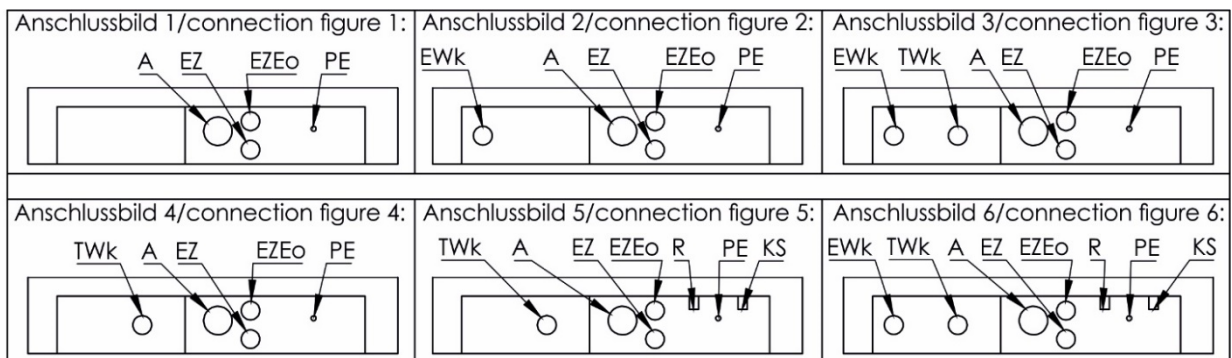 Anschlussbild 1/connection figure 1:
A EZ EZEo PE
Anschlussbild 2/connection figure 2:
EWk A EZ EZEo PE
Anschlussbild 3/connection figure 3:
EWk TWk A EZ EZEo PE
Anschlussbild 4/connection figure 4:
TWk A EZ EZEo PE
Anschlussbild 5/connection figure 5:
TWk A EZ EZEo R PE KS
Anschlussbild 6/connection figure 6:
EWk TWk A EZ EZEo R PE KS